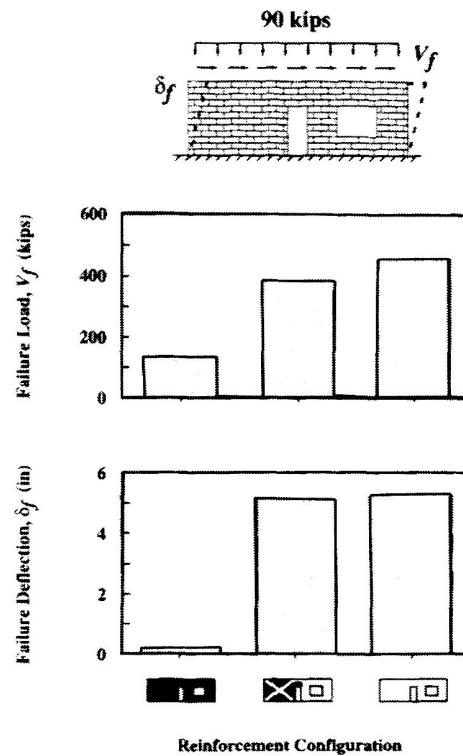 90 kips
V_f
δ_f
Failure Load, V_f (kips)
600
400
200
0
Failure Deflection, δ_f (in)
6
4
2
0
Reinforcement Configuration